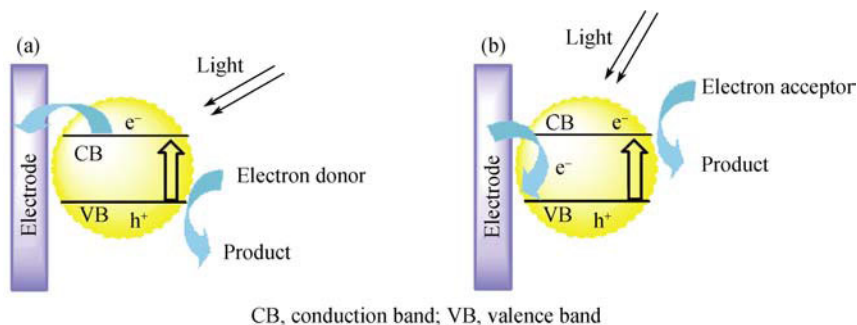 (a)
Light
e⁻
CB
Electrode
Electron donor
VB
h⁺
Product
(b)
Light
Electron acceptor
CB
e⁻
e⁻
Product
Electrode
VB
h⁺
CB, conduction band; VB, valence band